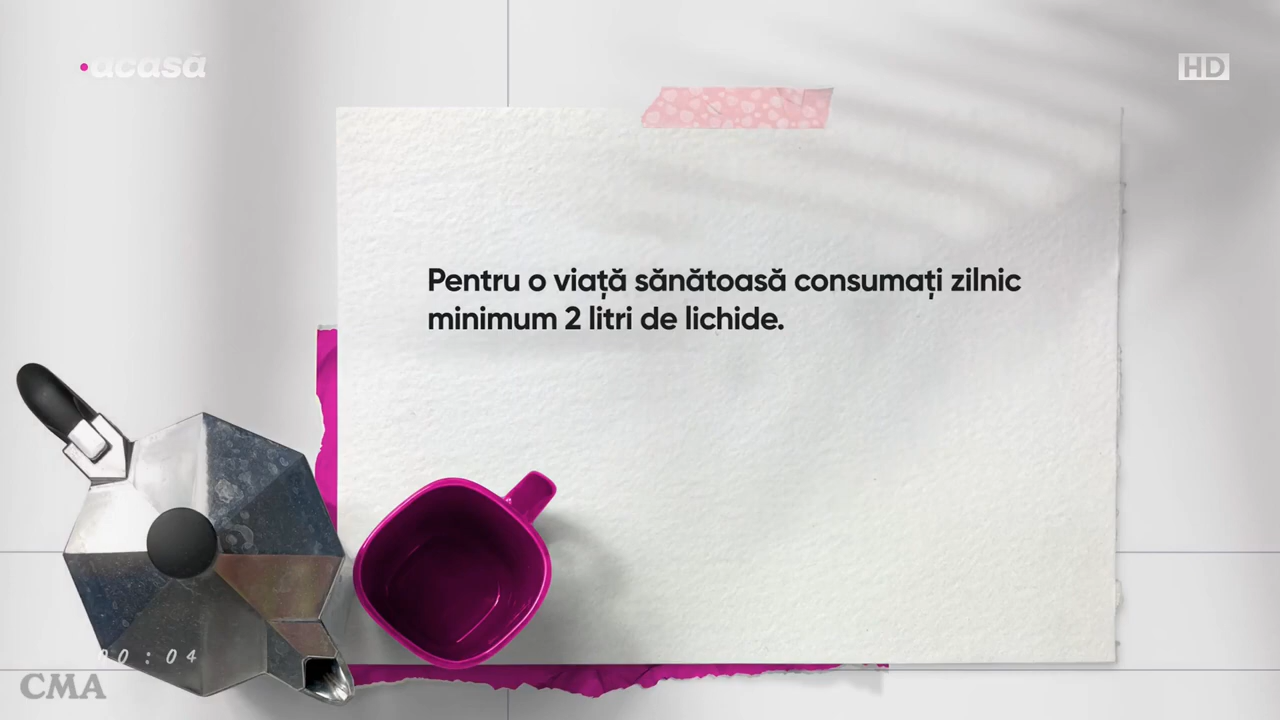 acasă
HD
Pentru o viață sănătoasă consumați zilnic
minimum 2 litri de lichide.
00:04
CMA